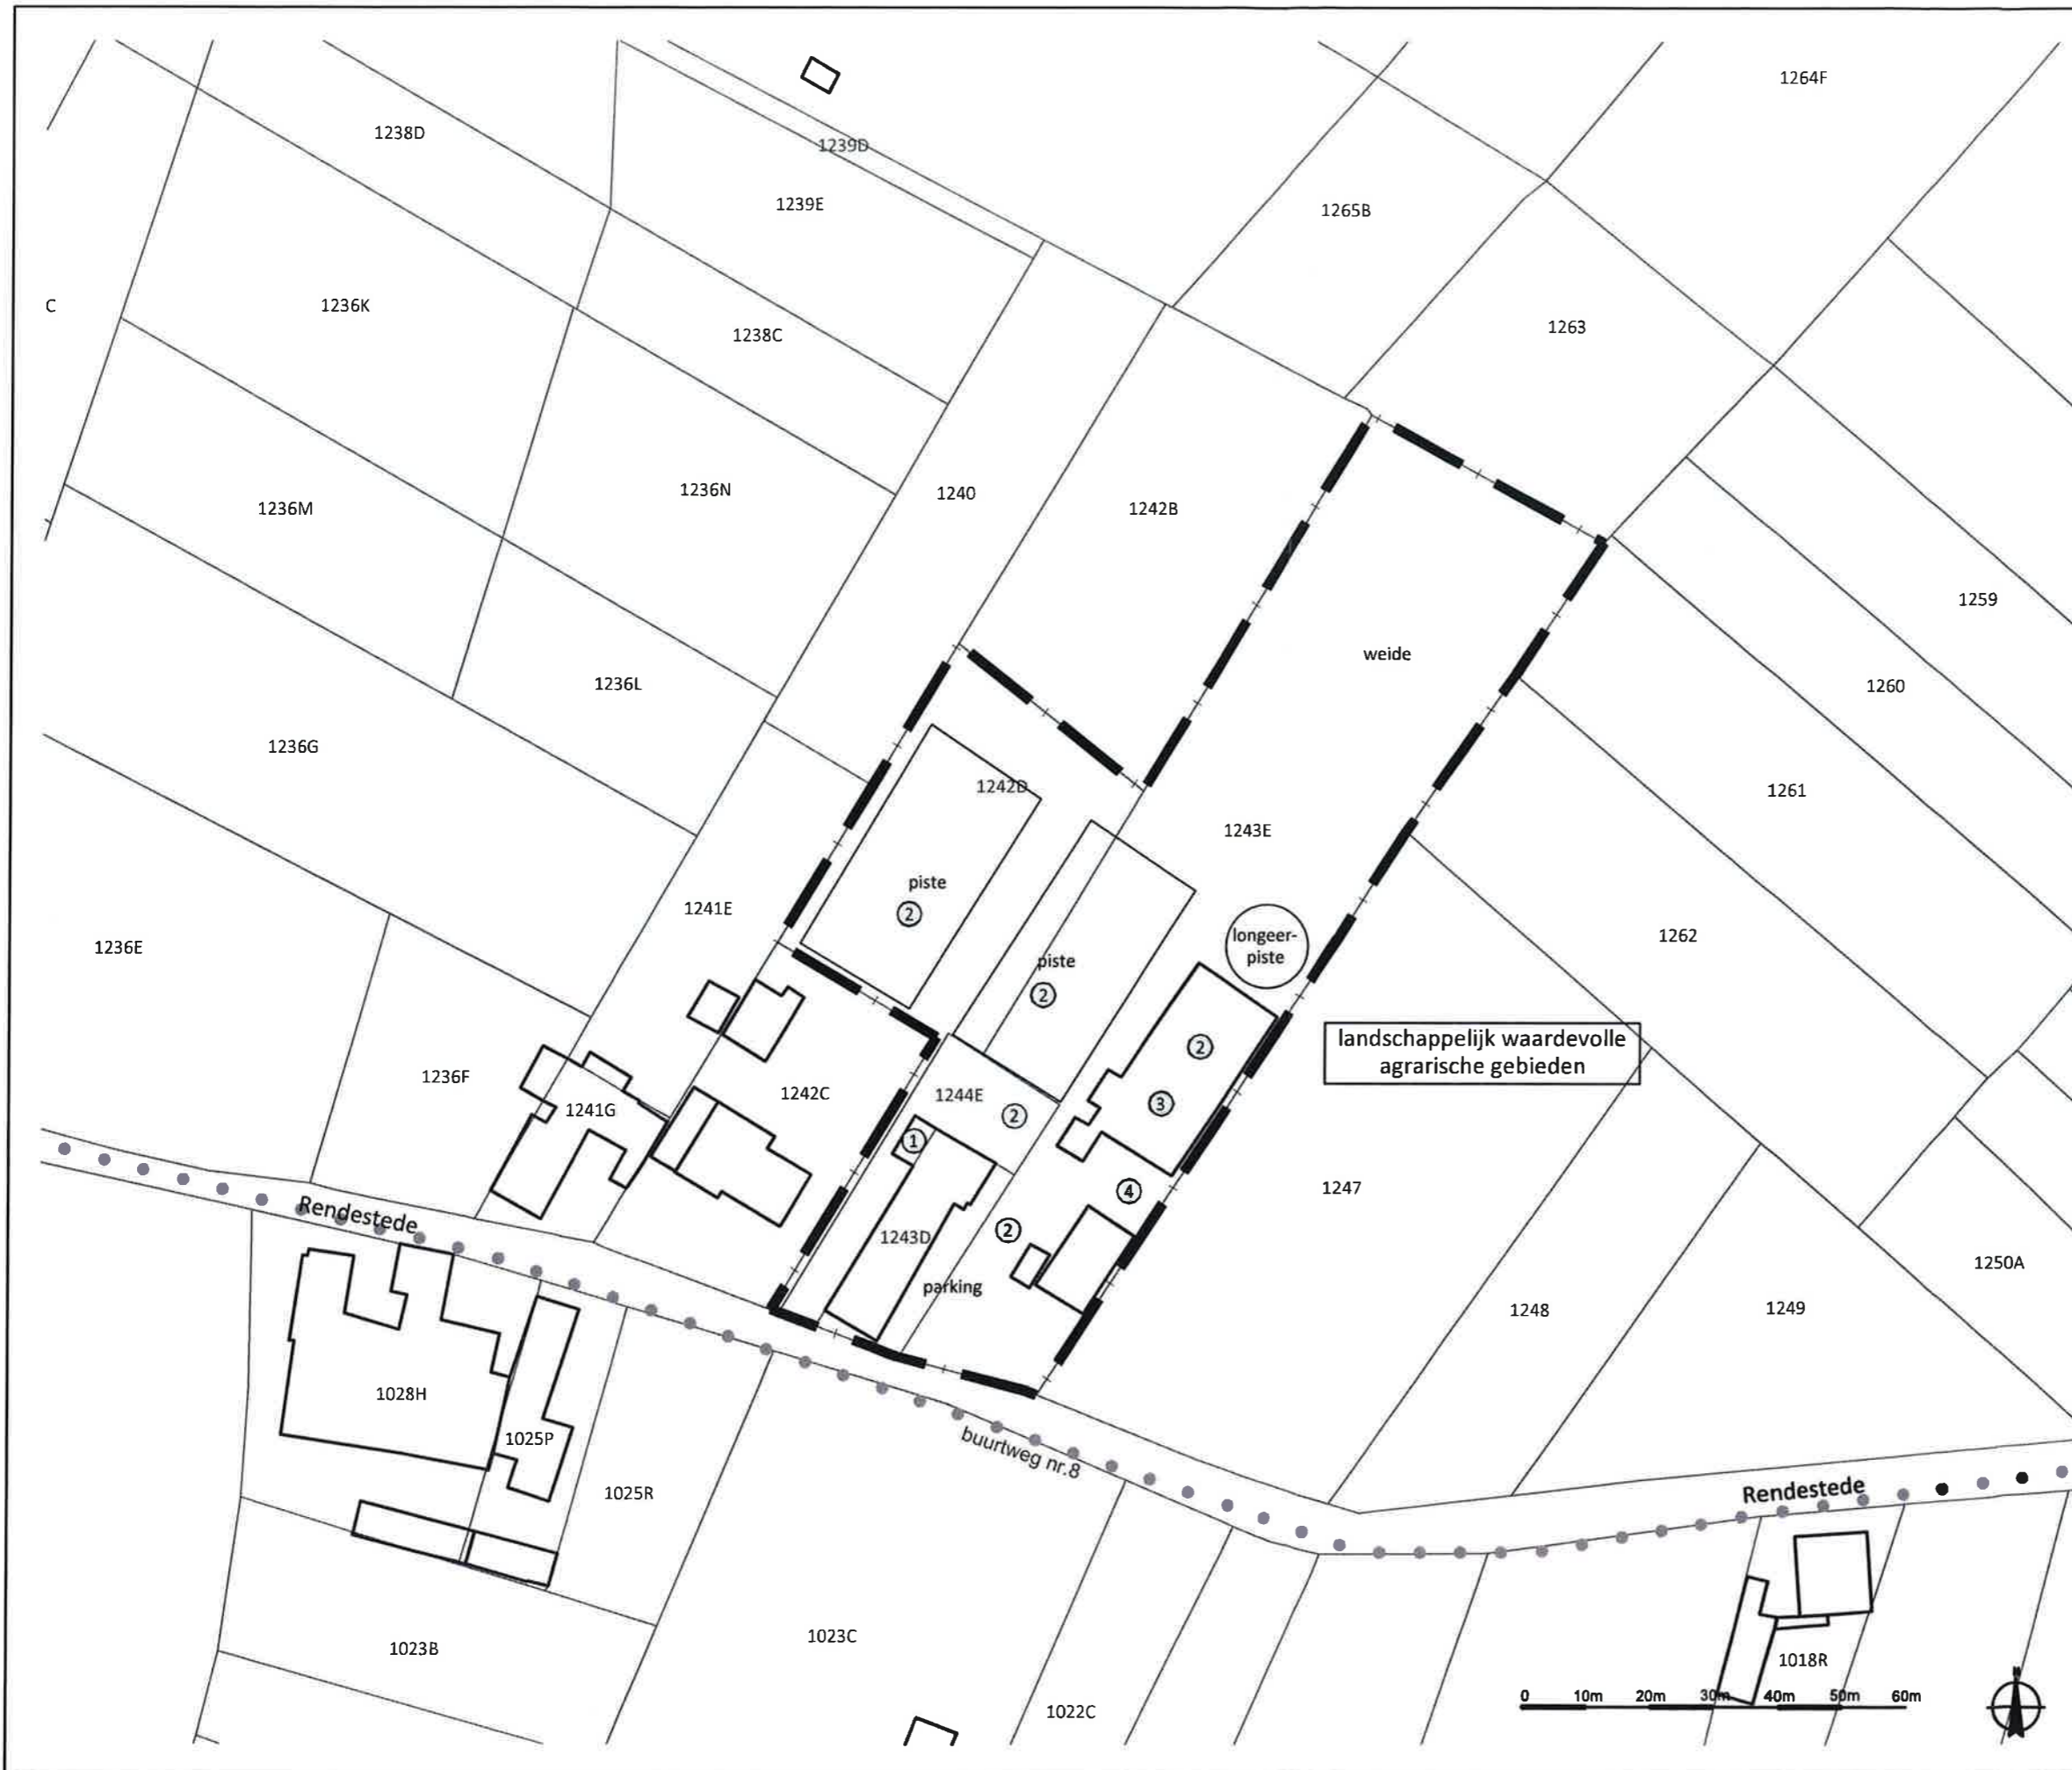 1264F
1238D
1239D
1239E
1265B
C
1236K
1263
1238C
1236N
1240
1242B
1236M
1259
weide
1236L
1260
1236G
1242D
1261
1243E
piste
2
1241E
1262
longeer-
piste
1236E
piste
2
landschappelijk waardevolle
agrarische gebieden
2
1236F
1242C
1244E
2
3
1241G
1
1247
4
Rendestede
2
1243D
1250A
parking
1248
1249
1028H
1025P
buurtweg nr.8
1025R
Rendestede
1023B
1023C
1018R
1022C
0 10m 20m 30m 40m 50m 60m
N